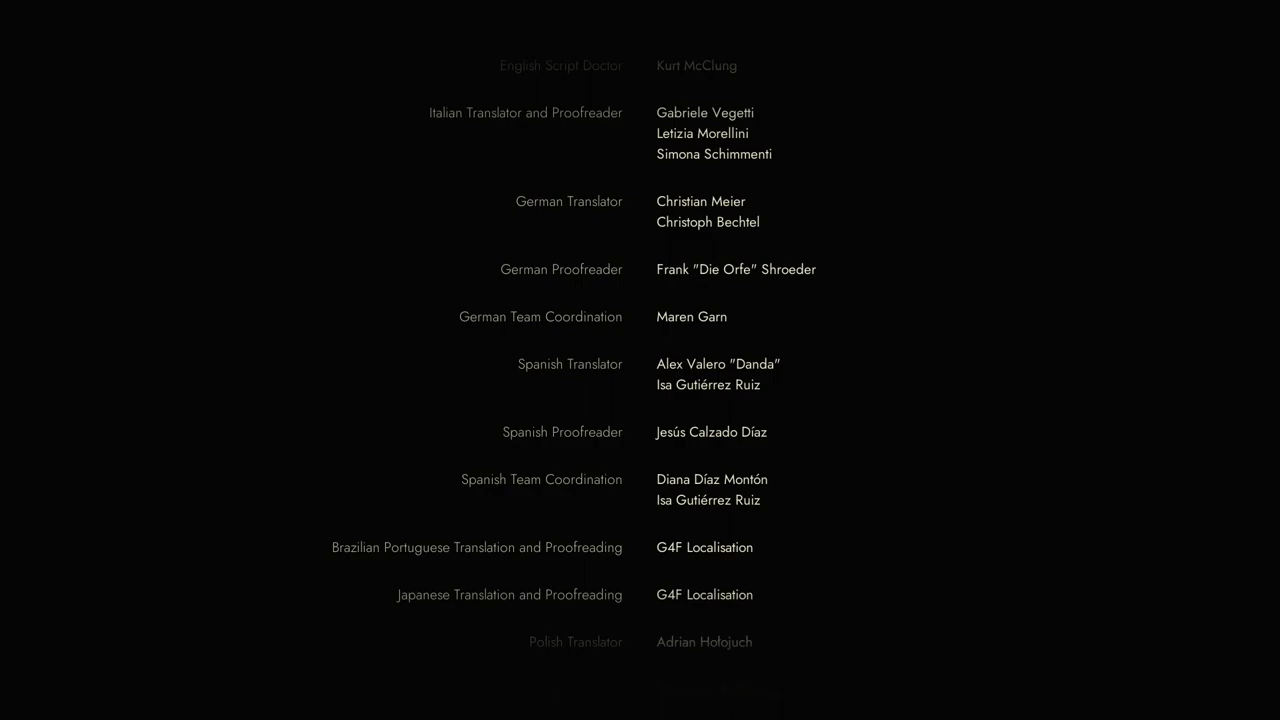 English Script Doctor Kurt McClung
Italian Translator and Proofreader Gabriele Vegetti
Letizia Morellini
Simona Schimmenti
German Translator Christian Meier
Christoph Bechtel
German Proofreader Frank "Die Orfe" Shroeder
German Team Coordination Maren Garn
Spanish Translator Alex Valero "Danda"
Isa Gutiérrez Ruiz
Spanish Proofreader Jesús Calzado Díaz
Spanish Team Coordination Diana Díaz Montón
Isa Gutiérrez Ruiz
Brazilian Portuguese Translation and Proofreading G4F Localisation
Japanese Translation and Proofreading G4F Localisation
Polish Translator Adrian Hołojuch